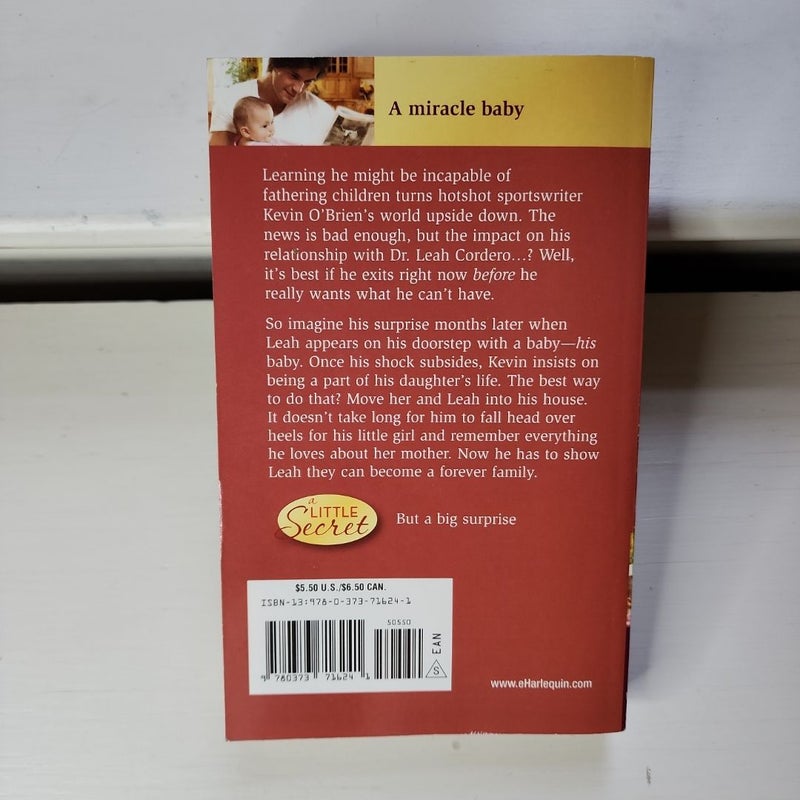 A miracle baby
Learning he might be incapable of
fathering children turns hotshot sportswriter
Kevin O'Brien's world upside down. The
news is bad enough, but the impact on his
relationship with Dr. Leah Cordero...? Well,
it's best if he exits right now before he
really wants what he can't have.
So imagine his surprise months later when
Leah appears on his doorstep with a baby—his
baby. Once his shock subsides, Kevin insists on
being a part of his daughter's life. The best way
to do that? Move her and Leah into his house.
It doesn't take long for him to fall head over
heels for his little girl and remember everything
he loves about her mother. Now he has to show
Leah they can become a forever family.
a
LITTLE
Secret
But a big surprise
$5.50 U.S./$6.50 CAN.
ISBN-13:978-0-373-71624-1
50550
EAN
S
9 780373 71624 1
www.eHarlequin.com